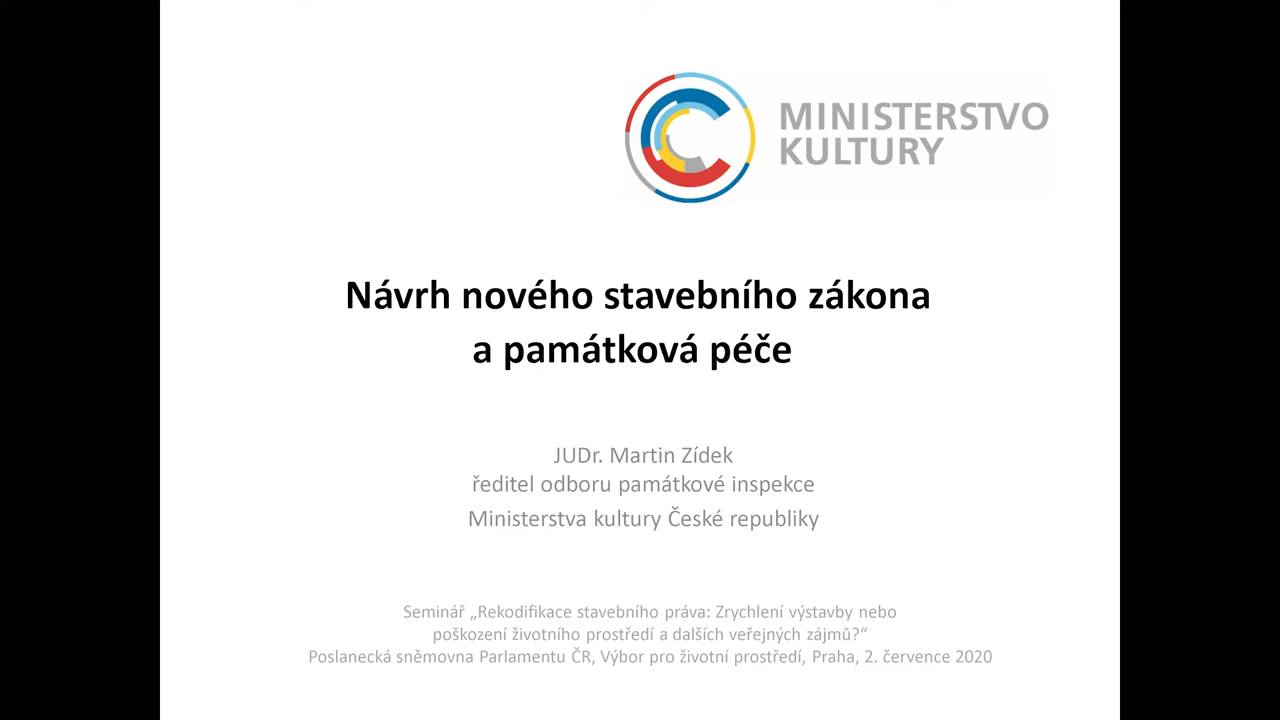 MINISTERSTVO
KULTURY
Návrh nového stavebního zákona
a památková péče
JUDr. Martin Zídek
ředitel odboru památkové inspekce
Ministerstva kultury České republiky
Seminář „Rekodifikace stavebního práva: Zrychlení výstavby nebo
poškození životního prostředí a dalších veřejných zájmů?“
Poslanecká sněmovna Parlamentu ČR, Výbor pro životní prostředí, Praha, 2. července 2020